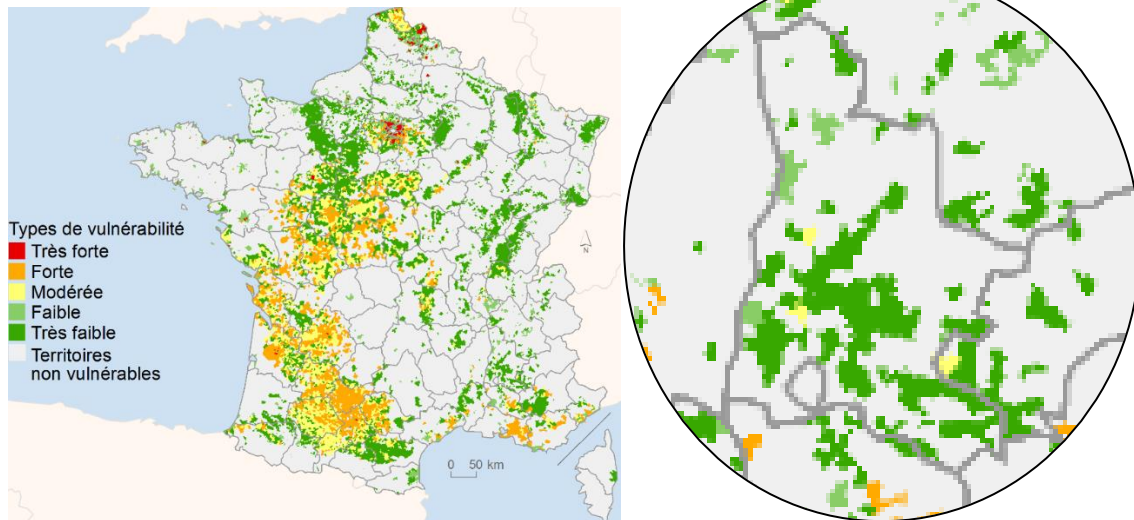 Types de vulnérabilité
Très forte
Forte
Modérée
Faible
Très faible
Territoires
non vulnérables
N
0 50 km